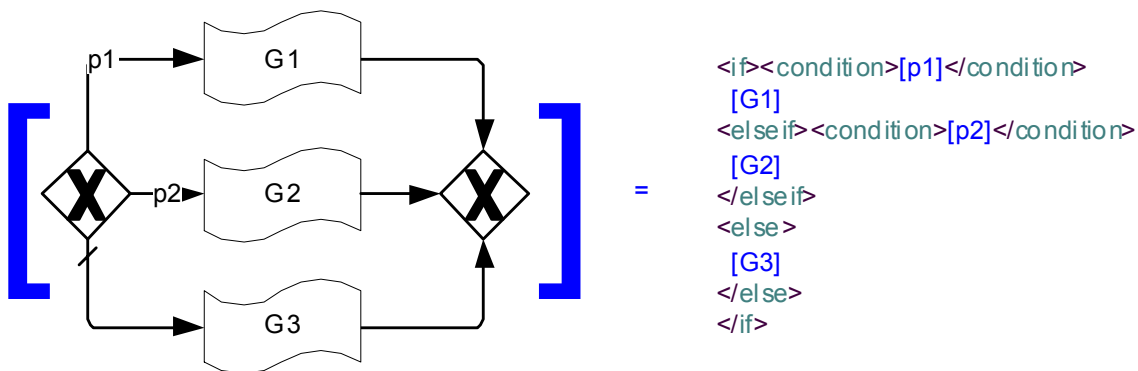 p1
G1
X
p2
G2
X
G3
=
<if><condition>[p1]</condition>
[G1]
<elseif><condition>[p2]</condition>
[G2]
</elseif>
<else>
[G3]
</else>
</if>